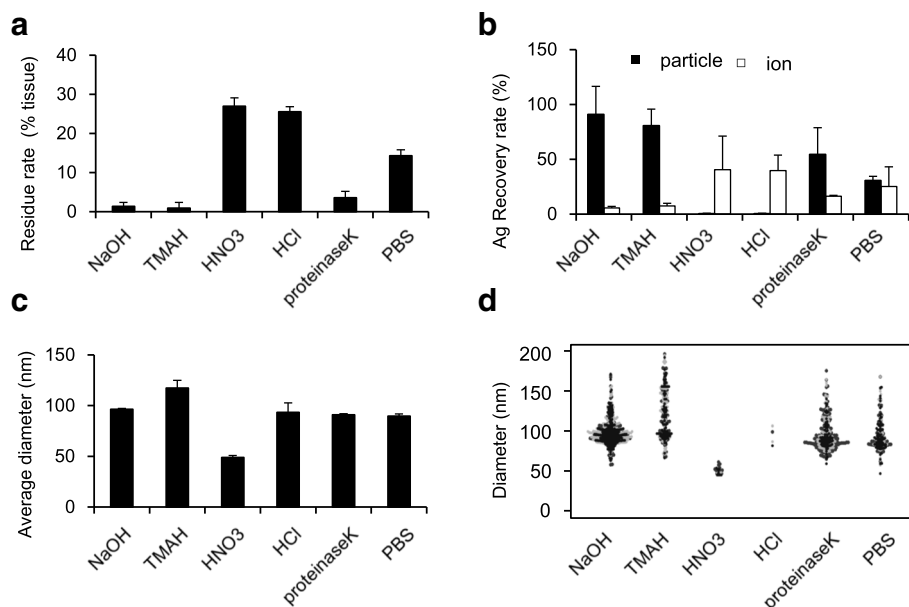 a
Residue rate (% tissue)
40
30
20
10
0
NaOH
TMAH
HNO3
HCl
proteinaseK
PBS
b
Ag Recovery rate (%)
150
100
50
0
particle
ion
NaOH
TMAH
HNO3
HCl
proteinaseK
PBS
c
Average diameter (nm)
150
100
50
0
NaOH
TMAH
HNO3
HCl
proteinaseK
PBS
d
Diameter (nm)
200
150
100
50
0
NaOH
TMAH
HNO3
HCl
proteinaseK
PBS